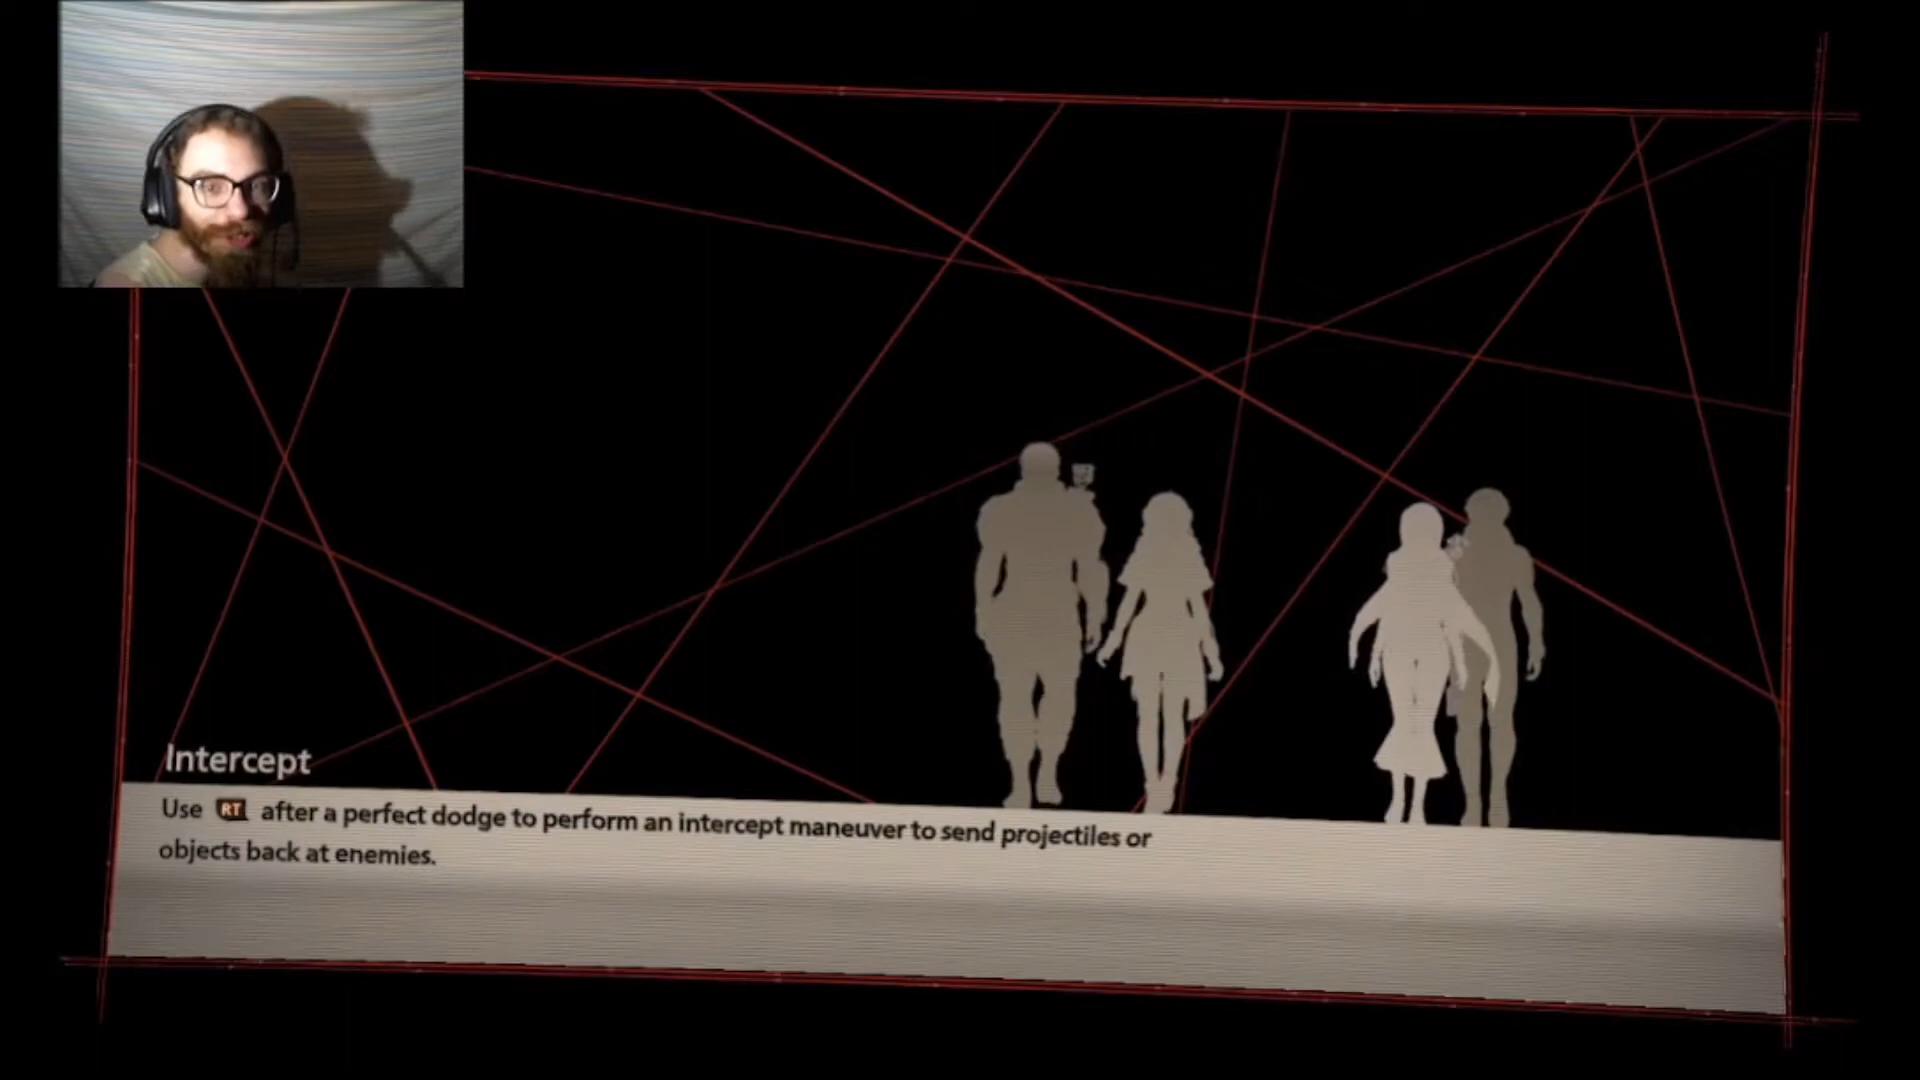 Intercept
Use RT after a perfect dodge to perform an intercept maneuver to send projectiles or
objects back at enemies.